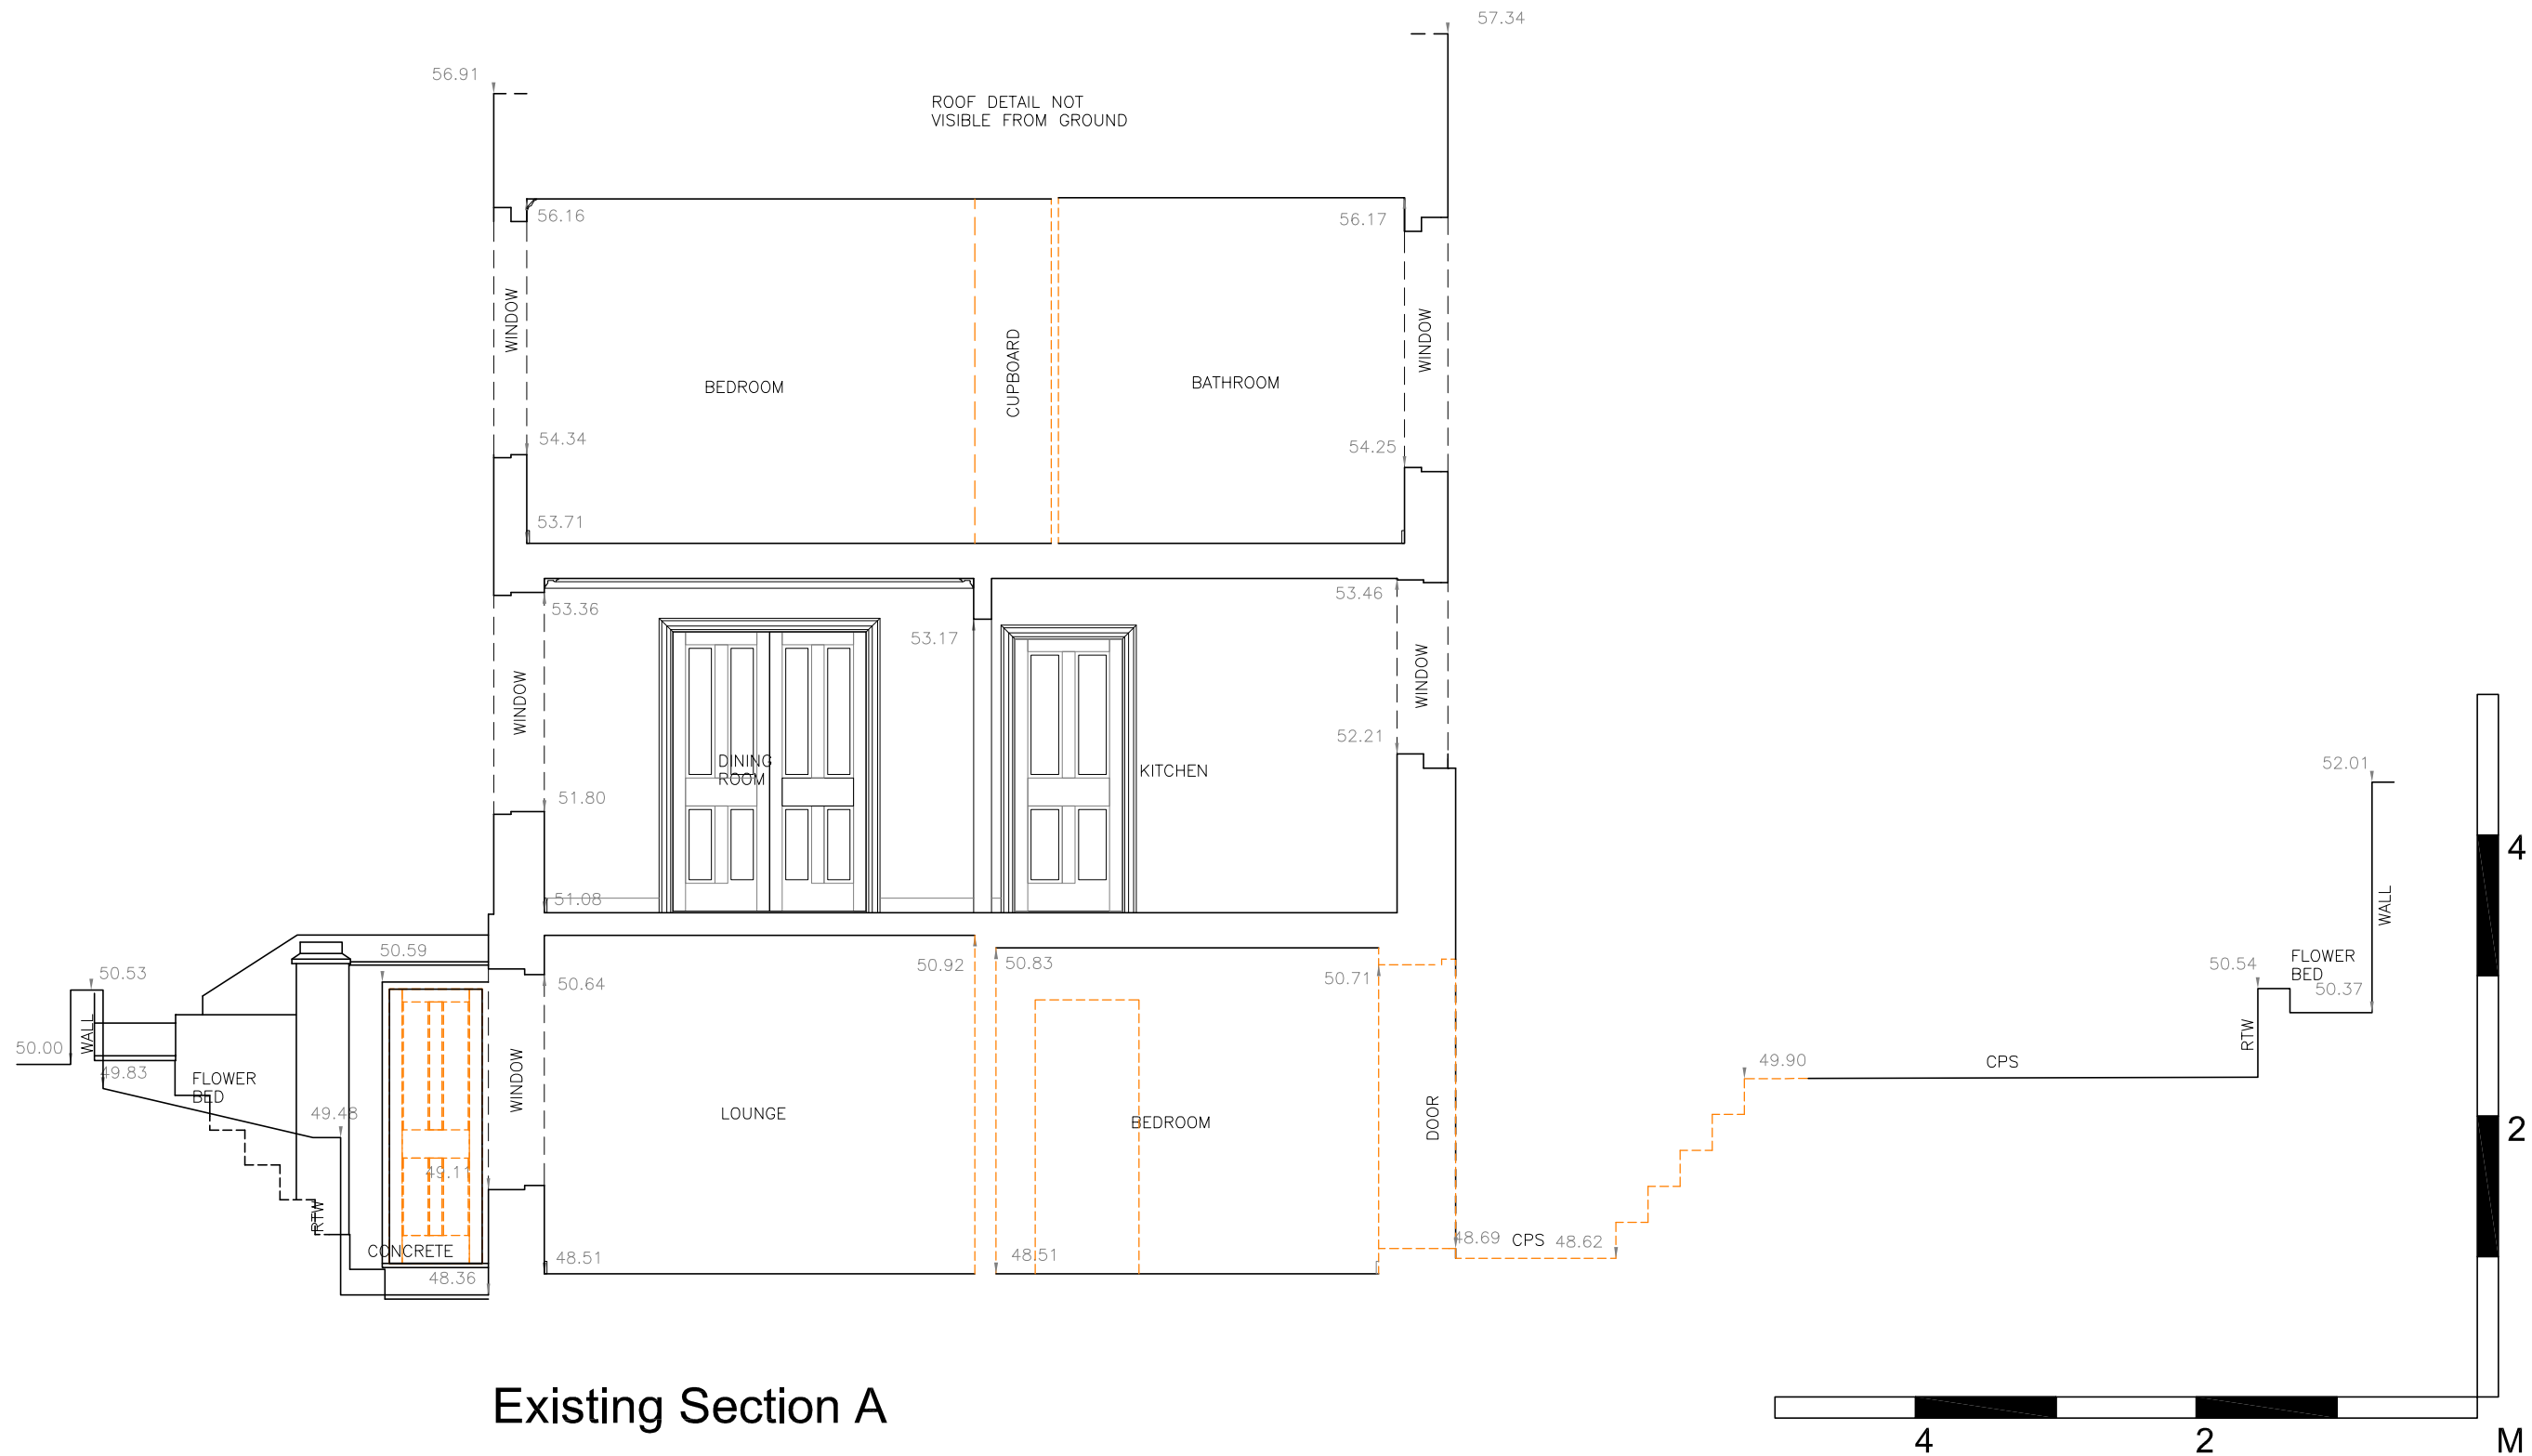 57.34
56.91
ROOF DETAIL NOT
VISIBLE FROM GROUND
56.16
56.17
WINDOW
WINDOW
CUPBOARD
BEDROOM
BATHROOM
54.34
54.25
53.71
53.36
53.46
53.17
WINDOW
WINDOW
52.21
DINING
ROOM
KITCHEN
52.01
51.80
4
51.08
WALL
50.59
50.92
50.83
50.71
50.54
FLOWER
BED
50.53
50.64
50.37
WALL
50.00
49.83
RTW
49.90
CPS
FLOWER
BED
49.48
WINDOW
LOUNGE
BEDROOM
DOOR
2
49.11
RTW
CONCRETE
48.51
48.51
48.69
CPS
48.62
48.36
Existing Section A
4
2
M